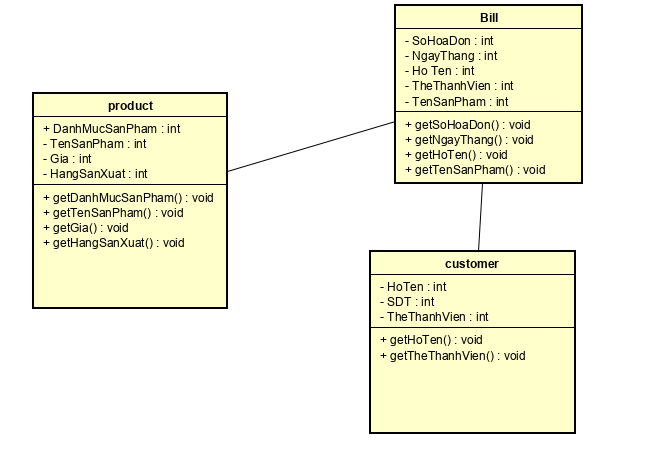 Bill
- SoHoaDon : int
- NgayThang : int
- Ho Ten : int
- TheThanhVien : int
- TenSanPham : int
+ getSoHoaDon() : void
+ getNgayThang() : void
+ getHoTen() : void
+ getTenSanPham() : void
product
+ DanhMucSanPham : int
- TenSanPham : int
- Gia : int
- HangSanXuat : int
+ getDanhMucSanPham() : void
+ getTenSanPham() : void
+ getGia() : void
+ getHangSanXuat() : void
customer
- HoTen : int
- SDT : int
- TheThanhVien : int
+ getHoTen() : void
+ getTheThanhVien() : void